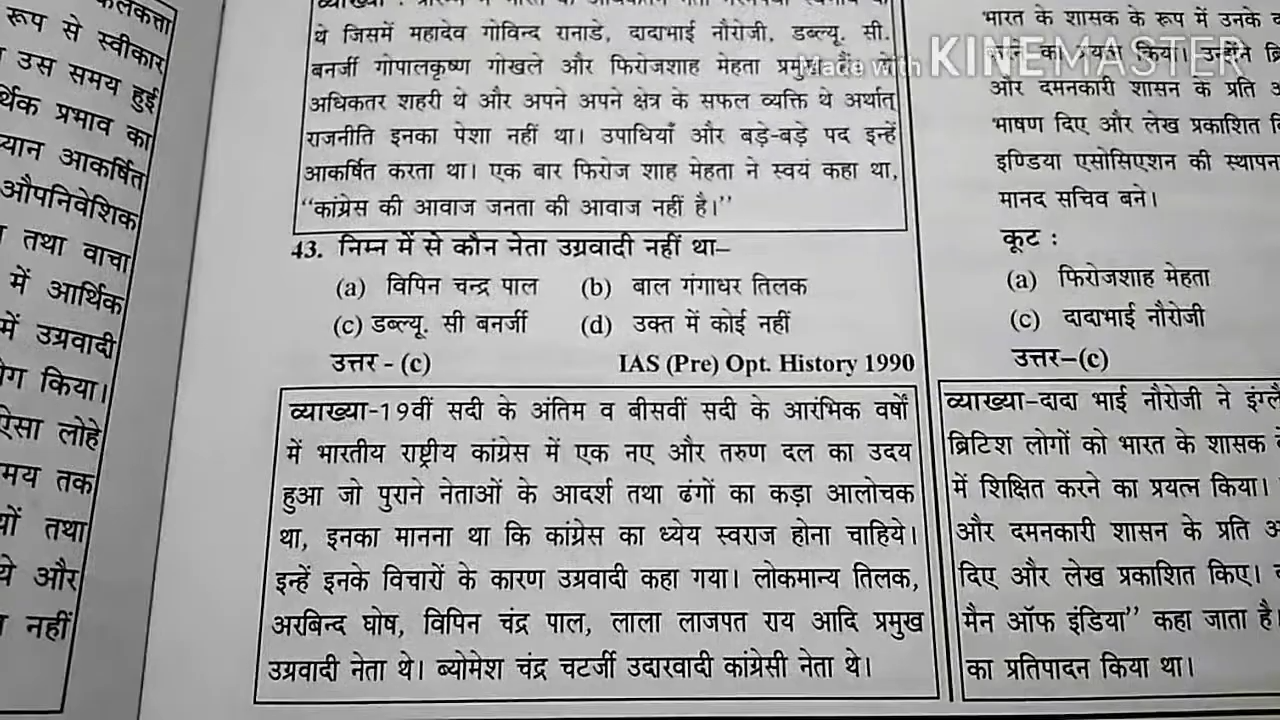 कलकत्ता
रूप से स्वीकार
उस समय हुई
र्थिक प्रभाव का
ध्यान आकर्षित
औपनिवेशिक
तथा वाचा
में आर्थिक
में उग्रवादी
किया।
ऐसा लोहे
तक
तथा
और
नहीं
थे जिसमें महादेव गोविन्द रानाडे, दादाभाई नौरोजी, डब्ल्यू. सी.
बनर्जी गोपालकृष्ण गोखले और फिरोजशाह मेहता प्रमुख
अधिकतर शहरी थे और अपने अपने क्षेत्र के सफल व्यक्ति थे अर्थात्
राजनीति इनका पेशा नहीं था। उपाधियाँ और बड़े-बड़े पद इन्हें
आकर्षित करता था। एक बार फिरोज शाह मेहता ने स्वयं कहा था,
“कांग्रेस की आवाज जनता की आवाज नहीं है।”
43. निम्न में से कौन नेता उग्रवादी नहीं था–
(a) विपिन चन्द्र पाल (b) बाल गंगाधर तिलक
(c) डब्ल्यू. सी बनर्जी (d) उक्त में कोई नहीं
उत्तर - (c) IAS (Pre) Opt. History 1990
व्याख्या-19वीं सदी के अंतिम व बीसवीं सदी के आरंभिक वर्षों
में भारतीय राष्ट्रीय कांग्रेस में एक नए और तरुण दल का उदय
हुआ जो पुराने नेताओं के आदर्श तथा ढंगों का कड़ा आलोचक
था, इनका मानना था कि कांग्रेस का ध्येय स्वराज होना चाहिये।
इन्हें इनके विचारों के कारण उग्रवादी कहा गया। लोकमान्य तिलक,
अरबिन्द घोष, विपिन चंद्र पाल, लाला लाजपत राय आदि प्रमुख
उग्रवादी नेता थे। ब्योमेश चंद्र चटर्जी उदारवादी कांग्रेसी नेता थे।
भारत के शासक के रूप में उनके
का प्रयत्न किया। उन्होंने
और दमनकारी शासन के प्रति
भाषण दिए और लेख प्रकाशित
इण्डिया एसोसिएशन की स्थापना
मानद सचिव बने।
कूट :
(a) फिरोजशाह मेहता
(c) दादाभाई नौरोजी
उत्तर–(c)
व्याख्या–दादा भाई नौरोजी ने
ब्रिटिश लोगों को भारत के शासक
में शिक्षित करने का प्रयत्न किया।
और दमनकारी शासन के प्रति
दिए और लेख प्रकाशित किए।
मैन ऑफ इंडिया” कहा जाता है।
का प्रतिपादन किया था।
Made with KINEMASTER